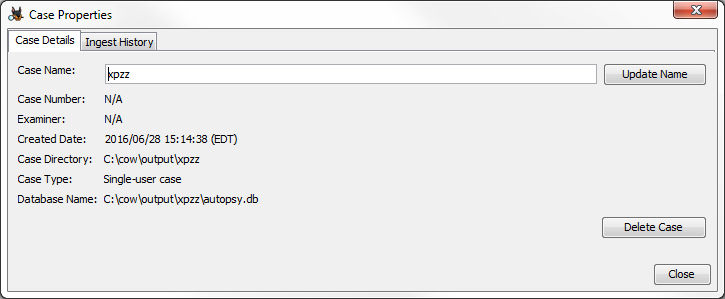 Case Properties
Case Details Ingest History
Case Name: xpzz Update Name
Case Number: N/A
Examiner: N/A
Created Date: 2016/06/28 15:14:38 (EDT)
Case Directory: C:\cow\output\xpzz
Case Type: Single-user case
Database Name: C:\cow\output\xpzz\autopsy.db
Delete Case
Close